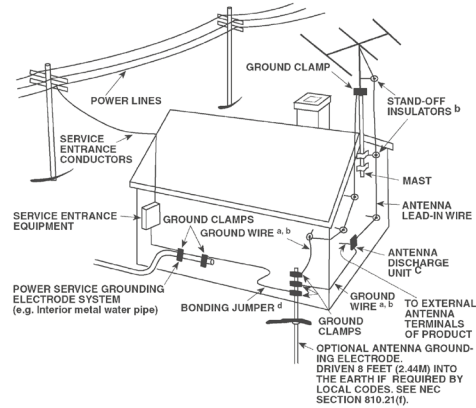 GROUND CLAMP
POWER LINES
STAND-OFF
INSULATORS b
SERVICE
ENTRANCE
CONDUCTORS
MAST
ANTENNA
LEAD-IN WIRE
SERVICE ENTRANCE
EQUIPMENT
GROUND CLAMPS
GROUND WIRE a, b
ANTENNA
DISCHARGE
UNIT C
POWER SERVICE GROUNDING
ELECTRODE SYSTEM
(e.g. Interior metal water pipe)
BONDING JUMPER d
GROUND
WIRE a, b
TO EXTERNAL
ANTENNA
TERMINALS
OF PRODUCT
GROUND
CLAMPS
OPTIONAL ANTENNA GROUND-
ING ELECTRODE.
DRIVEN 8 FEET (2.44M) INTO
THE EARTH IF REQUIRED BY
LOCAL CODES. SEE NEC
SECTION 810.21(f).